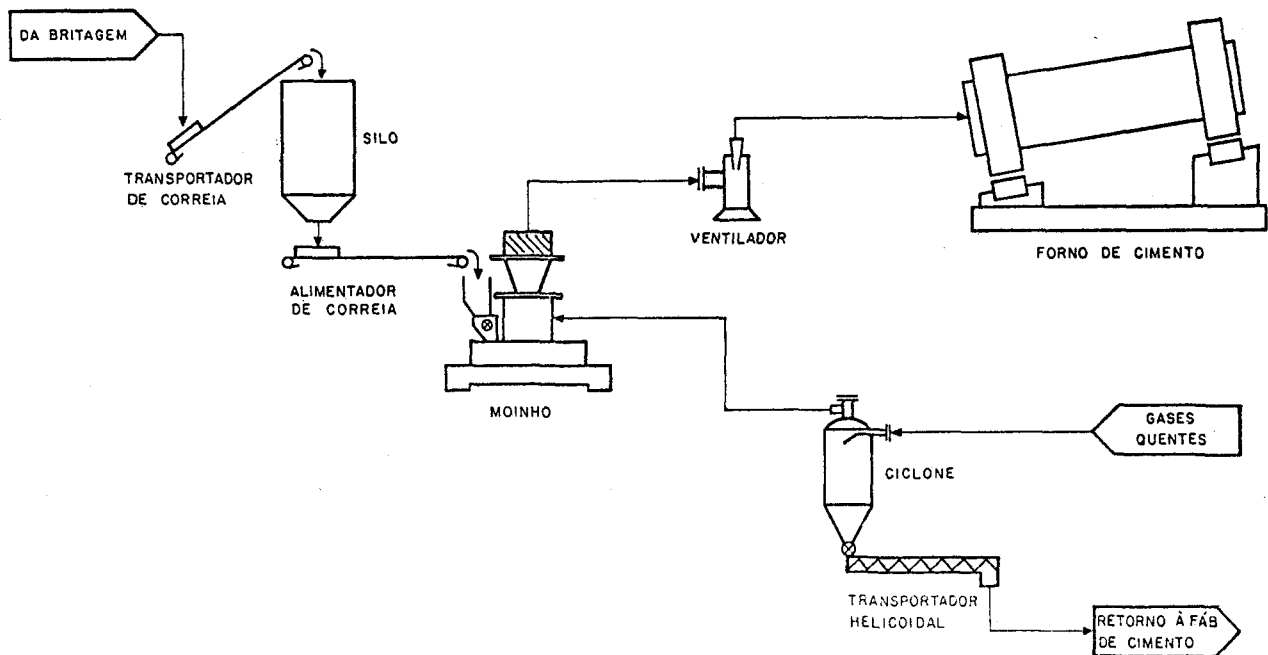 DA BRITAGEM
TRANSPORTADOR
DE CORREIA
SILO
ALIMENTADOR
DE CORREIA
MOINHO
VENTILADOR
FORNO DE CIMENTO
GASES
QUENTES
CICLONE
TRANSPORTADOR
HELICOIDAL
RETORNO À FÁB
DE CIMENTO